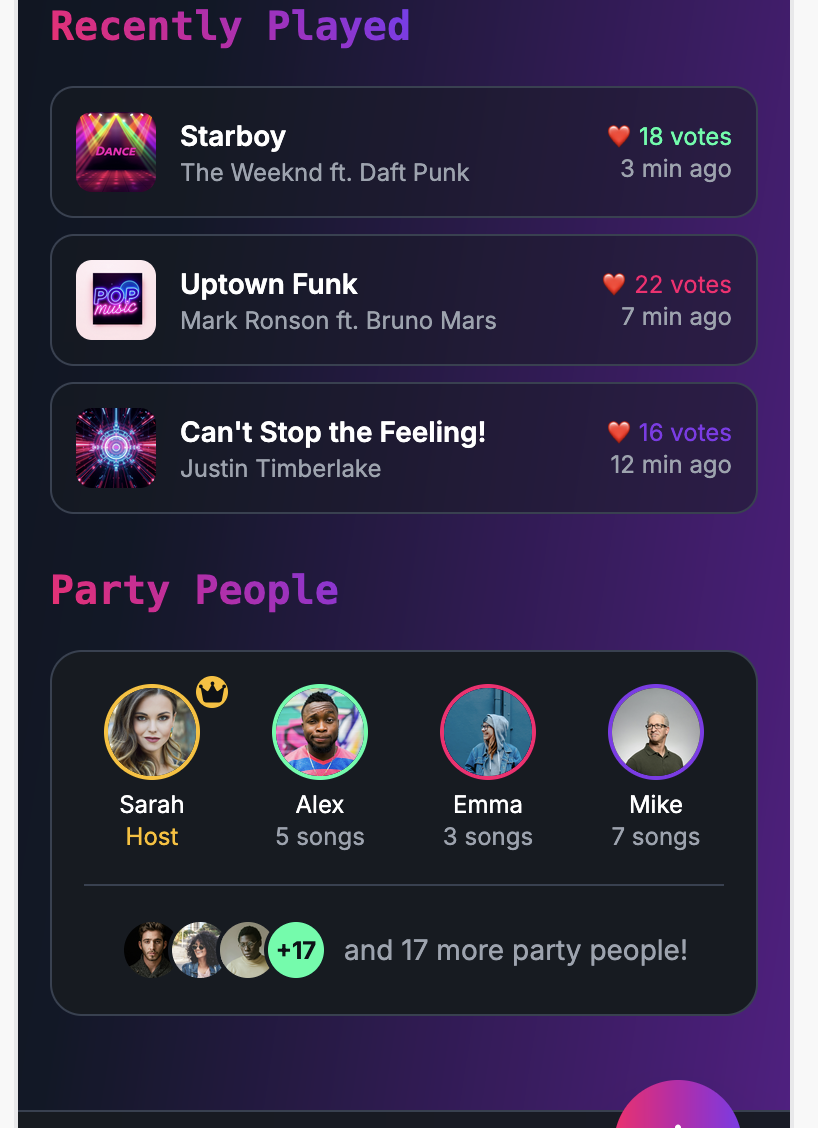 Recently Played
DANCE
Starboy
The Weeknd ft. Daft Punk
❤️ 18 votes
3 min ago
POP
music
Uptown Funk
Mark Ronson ft. Bruno Mars
❤️ 22 votes
7 min ago
Can't Stop the Feeling!
Justin Timberlake
❤️ 16 votes
12 min ago
Party People
Sarah
Host
Alex
5 songs
Emma
3 songs
Mike
7 songs
+17
and 17 more party people!